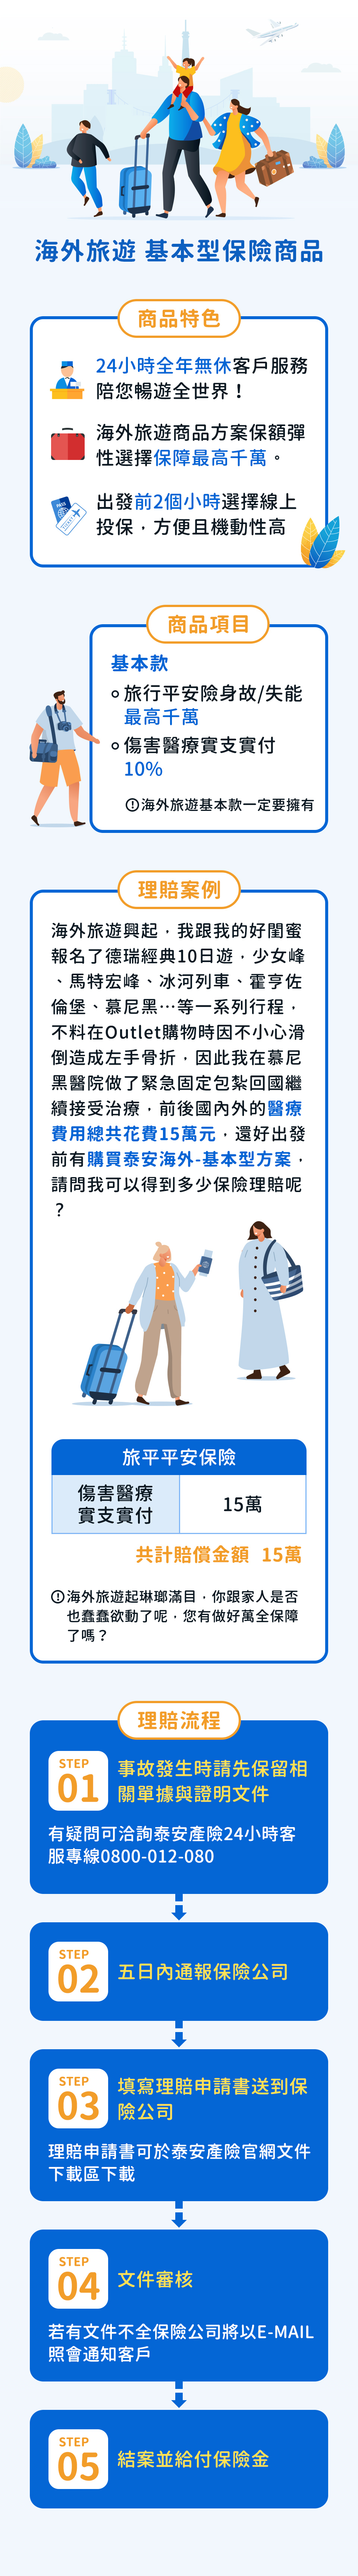 海外旅遊 基本型保險商品
商品特色
24小時全年無休客戶服務
陪您暢遊全世界！
海外旅遊商品方案保額彈
性選擇保障最高千萬。
出發前2個小時選擇線上
投保，方便且機動性高
商品項目
基本款
旅行平安險身故/失能
最高千萬
傷害醫療實支實付
10%
海外旅遊基本款一定要擁有
理賠案例
海外旅遊興起，我跟我的好閨蜜
報名了德瑞經典10日遊，少女峰
、馬特宏峰、冰河列車、霍亨佐
倫堡、慕尼黑…等一系列行程，
不料在Outlet購物時因不小心滑
倒造成左手骨折，因此我在慕尼
黑醫院做了緊急固定包紮回國繼
續接受治療，前後國內外的醫療
費用總共花費15萬元，還好出發
前有購買泰安海外-基本型方案，
請問我可以得到多少保險理賠呢
？
旅平平安保險
傷害醫療
實支實付
15萬
共計賠償金額 15萬
海外旅遊起琳瑯滿目，你跟家人是否
也蠢蠢欲動了呢，您有做好萬全保障
了嗎？
理賠流程
STEP
01
事故發生時請先保留相
關單據與證明文件
有疑問可洽詢泰安產險24小時客
服專線0800-012-080
STEP
02
五日內通報保險公司
STEP
03
填寫理賠申請書送到保
險公司
理賠申請書可於泰安產險官網文件
下載區下載
STEP
04
文件審核
若有文件不全保險公司將以E-MAIL
照會通知客戶
STEP
05
結案並給付保險金